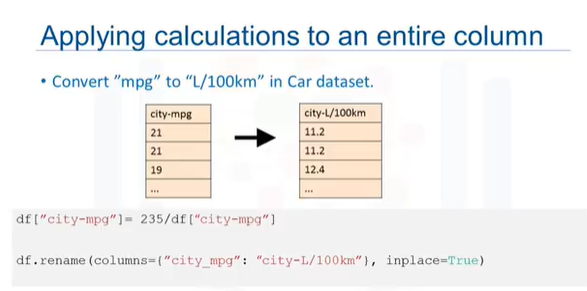 Applying calculations to an entire column
• Convert ”mpg” to “L/100km” in Car dataset.
city-mpg
21
21
19
...
city-L/100km
11.2
11.2
12.4
...
df[”city-mpg”]= 235/df[“city-mpg”]
df.rename(columns={”city_mpg”: “city-L/100km”}, inplace=True)